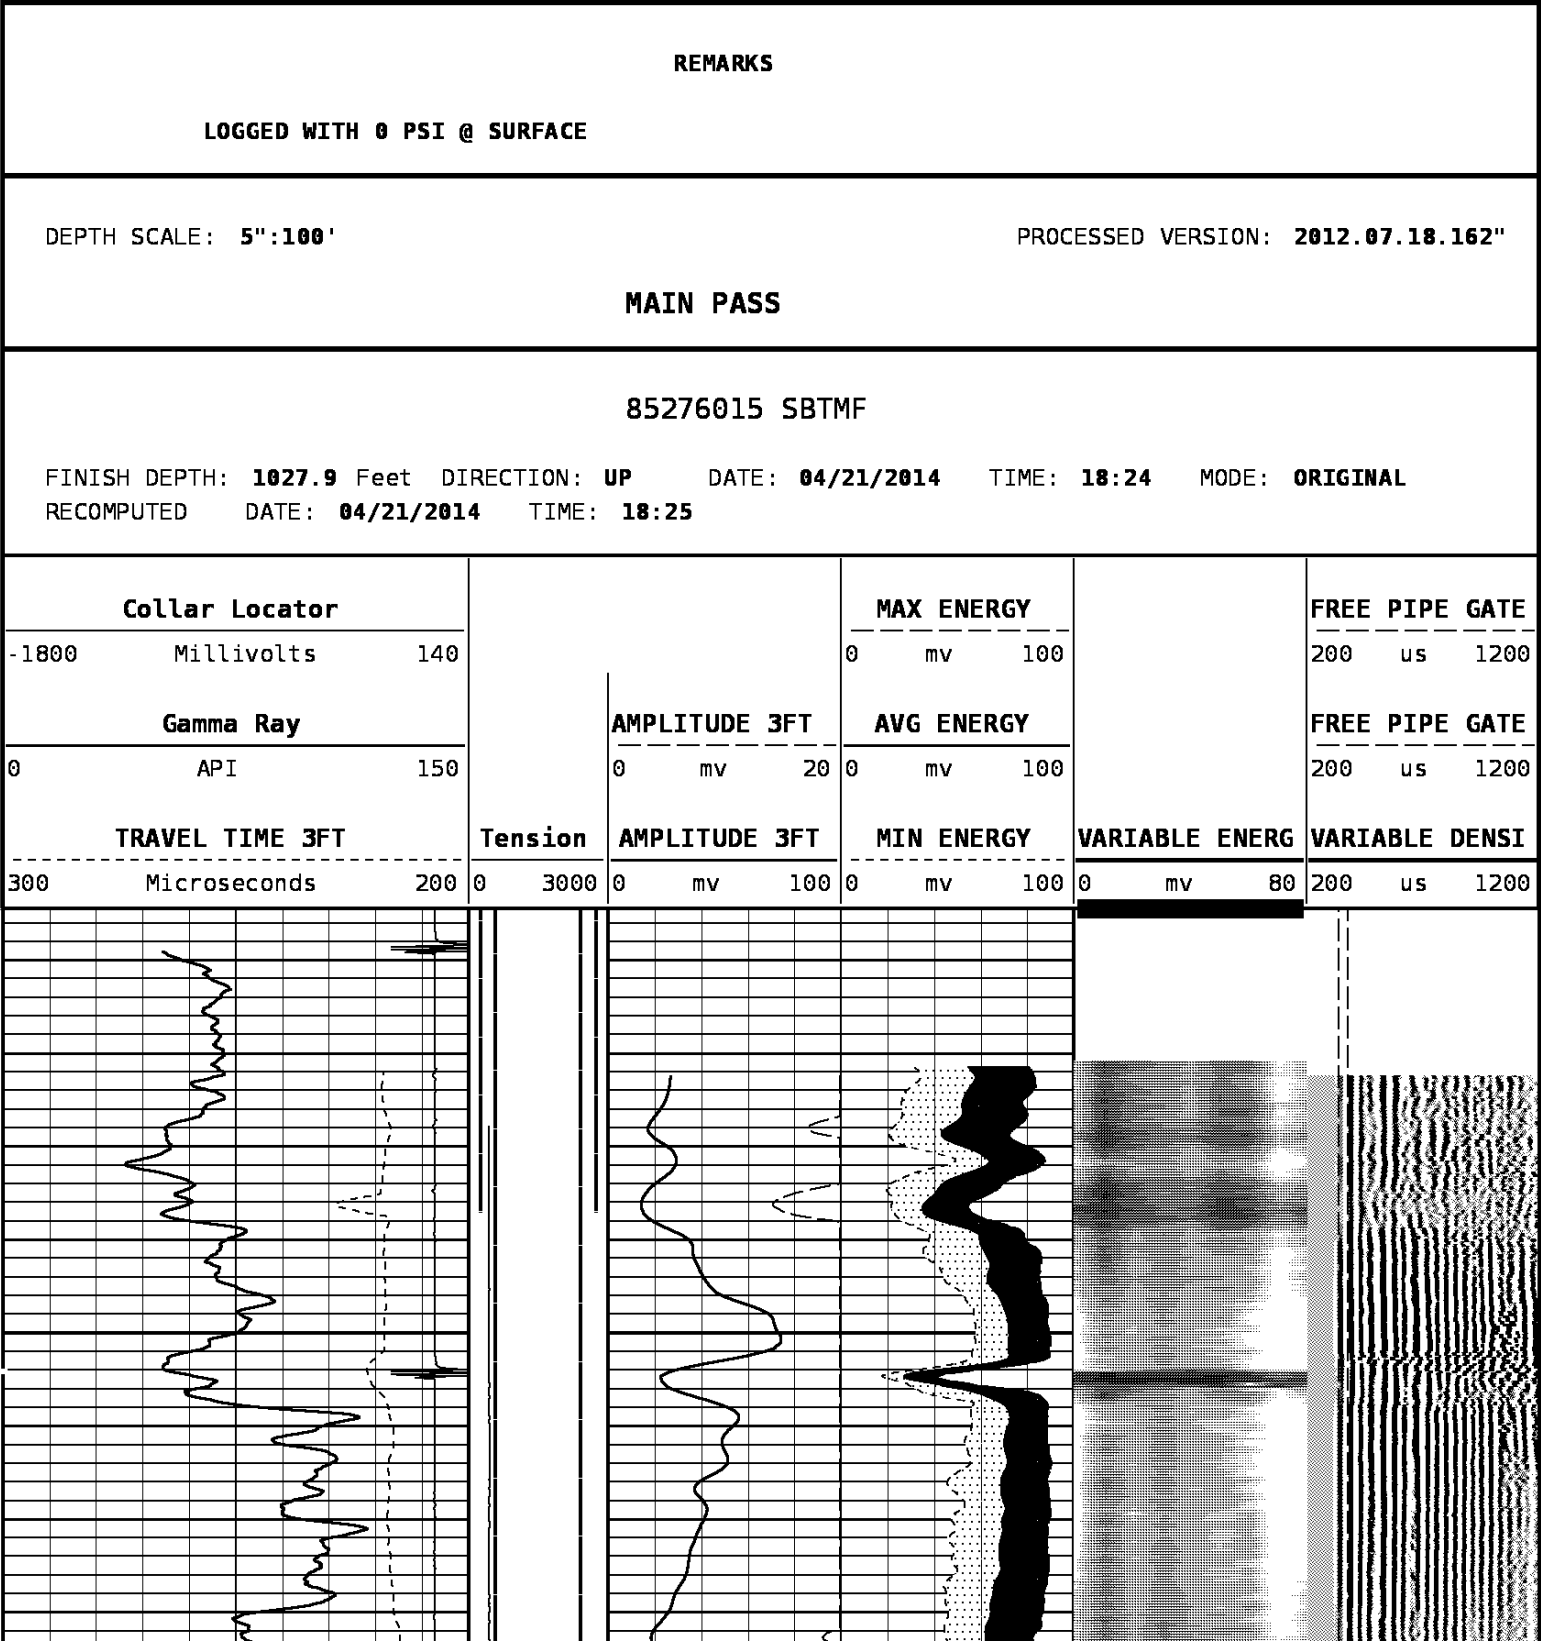 REMARKS
LOGGED WITH 0 PSI @ SURFACE
DEPTH SCALE: 5":100' PROCESSED VERSION: 2012.07.18.162"
MAIN PASS
85276015 SBTMF
FINISH DEPTH: 1027.9 Feet DIRECTION: UP DATE: 04/21/2014 TIME: 18:24 MODE: ORIGINAL
RECOMPUTED DATE: 04/21/2014 TIME: 18:25
Collar Locator MAX ENERGY FREE PIPE GATE
-1800 Millivolts 140 0 mv 100 200 us 1200
Gamma Ray AMPLITUDE 3FT AVG ENERGY FREE PIPE GATE
0 API 150 0 mv 20 0 mv 100 200 us 1200
TRAVEL TIME 3FT Tension AMPLITUDE 3FT MIN ENERGY VARIABLE ENERG VARIABLE DENSI
300 Microseconds 200 0 3000 0 mv 100 0 mv 100 0 mv 80 200 us 1200